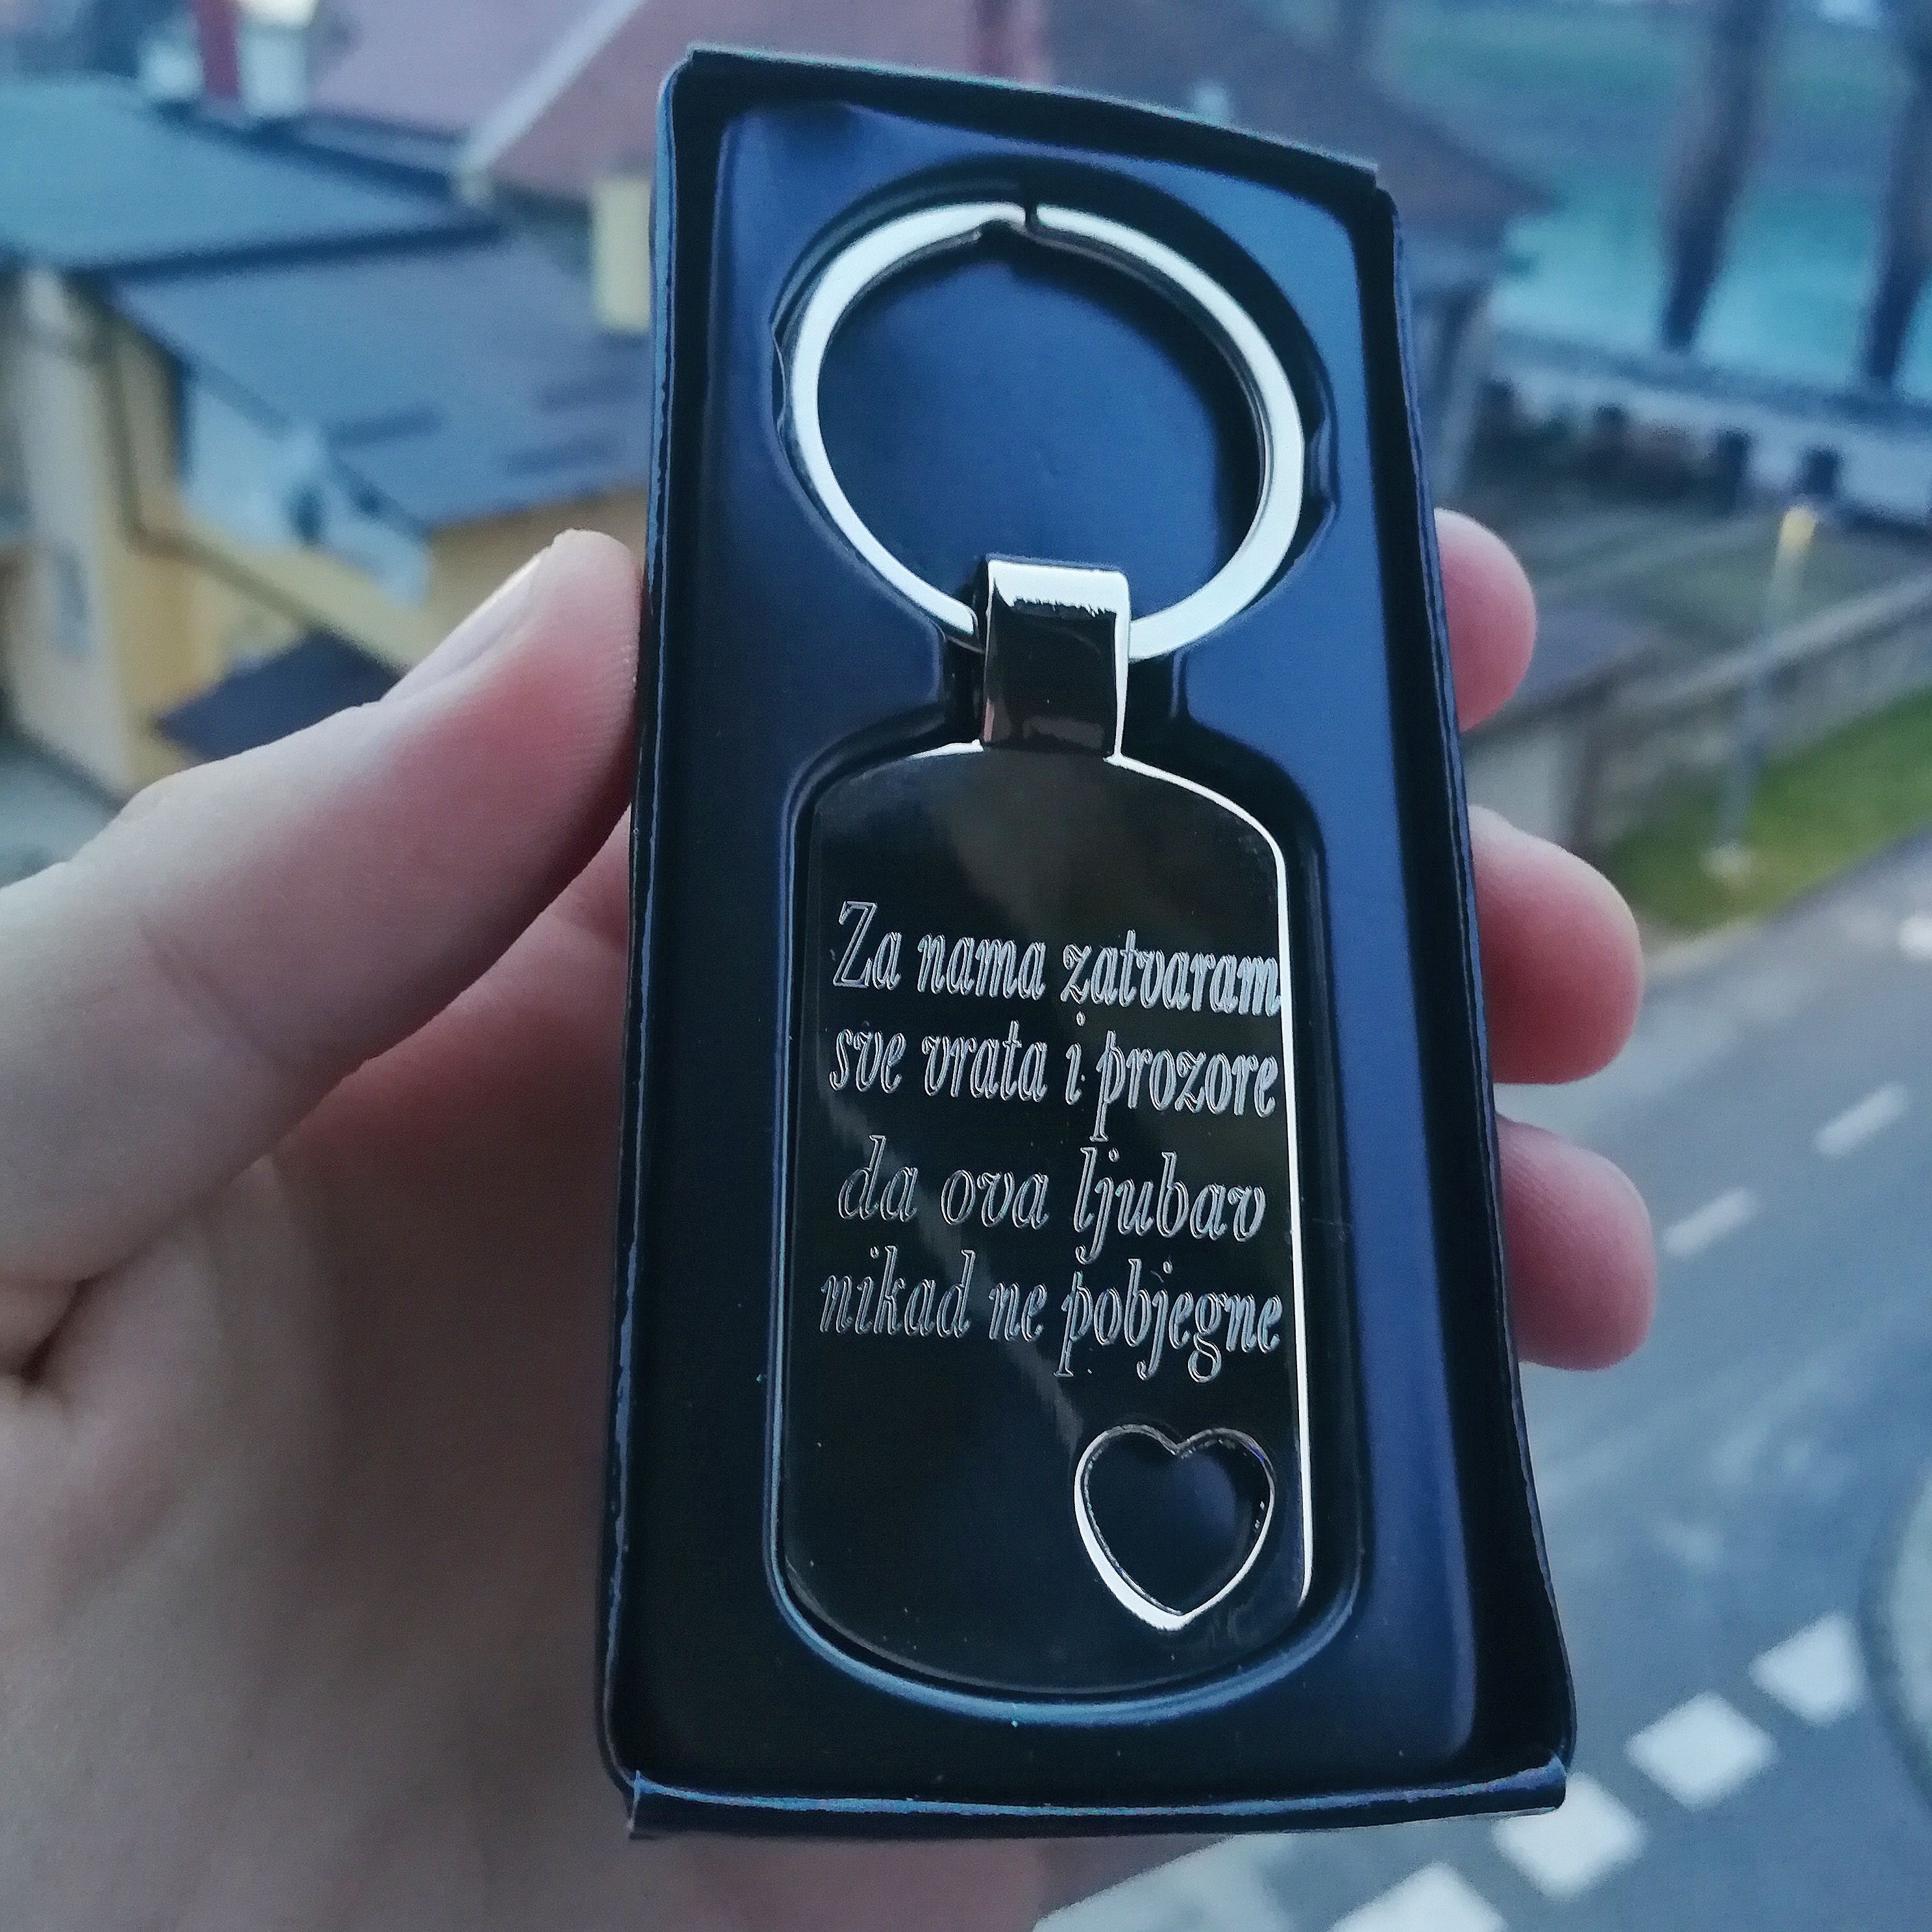 Za nama zatvaram
sve vrata i prozore
da ova ljubav
nikad ne pobjegne